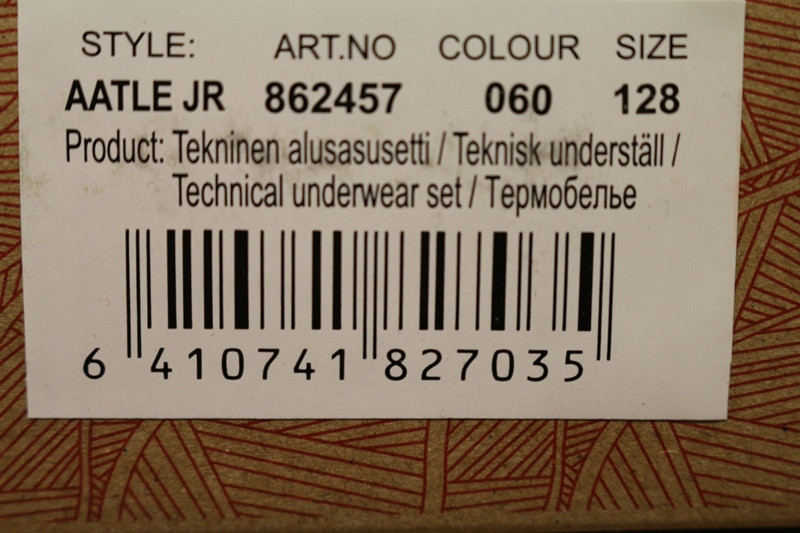 STYLE: ART.NO COLOUR SIZE
AATLE JR 862457 060 128
Product: Tekninen alusasusetti / Teknisk underställ /
Technical underwear set / Термобелье
6 410741 827035